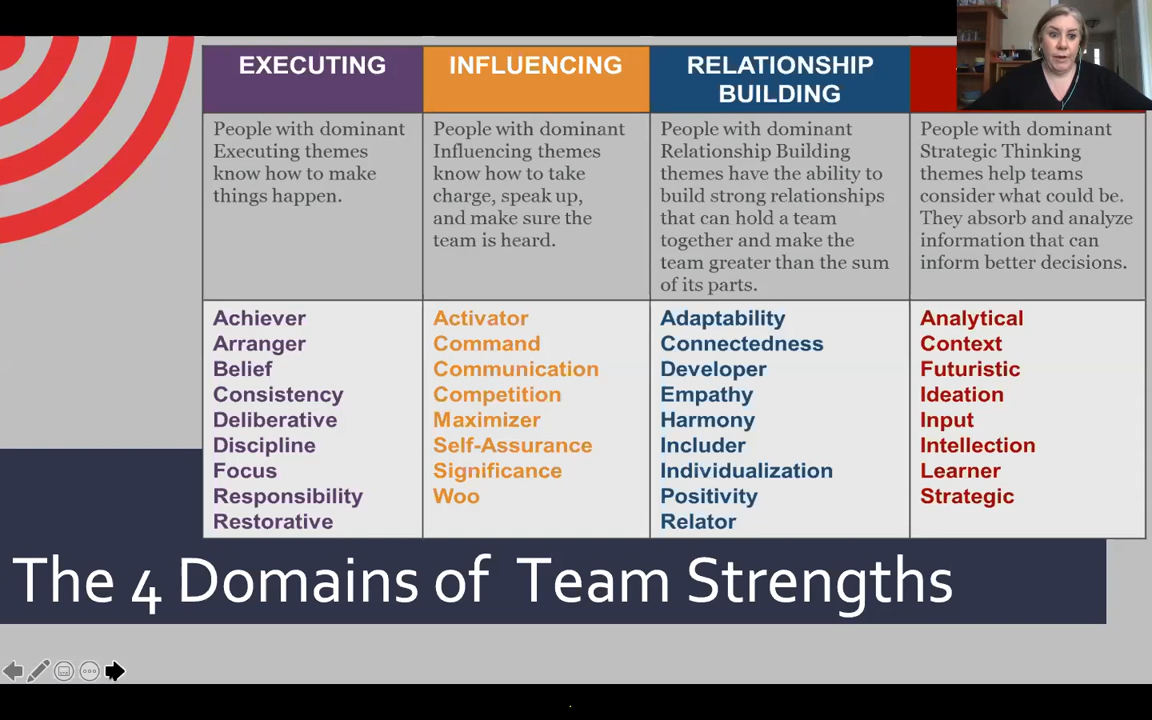 EXECUTING
People with dominant
Executing themes
know how to make
things happen.
Achiever
Arranger
Belief
Consistency
Deliberative
Discipline
Focus
Responsibility
Restorative
INFLUENCING
People with dominant
Influencing themes
know how to take
charge, speak up,
and make sure the
team is heard.
Activator
Command
Communication
Competition
Maximizer
Self-Assurance
Significance
Woo
RELATIONSHIP
BUILDING
People with dominant
Relationship Building
themes have the ability to
build strong relationships
that can hold a team
together and make the
team greater than the sum
of its parts.
Adaptability
Connectedness
Developer
Empathy
Harmony
Includer
Individualization
Positivity
Relator
People with dominant
Strategic Thinking
themes help teams
consider what could be.
They absorb and analyze
information that can
inform better decisions.
Analytical
Context
Futuristic
Ideation
Input
Intellection
Learner
Strategic
The 4 Domains of Team Strengths